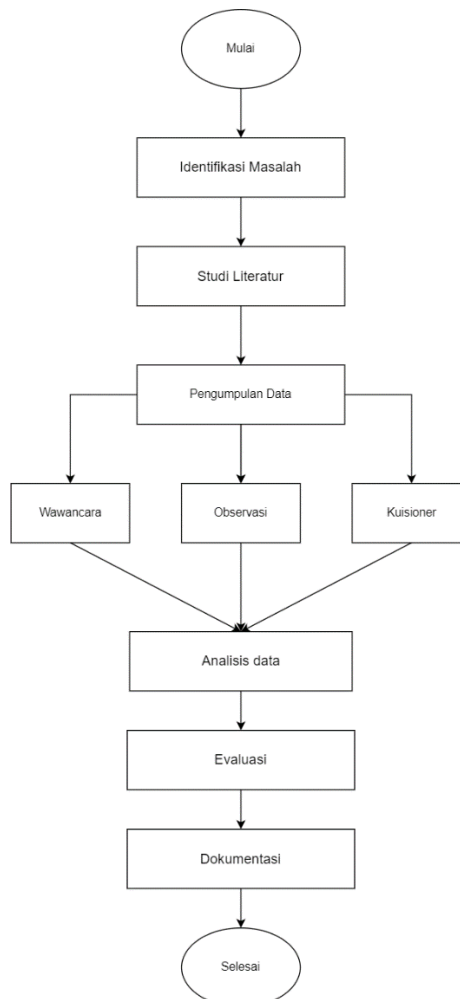 Mulai
Identifikasi Masalah
Studi Literatur
Pengumpulan Data
Wawancara
Observasi
Kuisioner
Analisis data
Evaluasi
Dokumentasi
Selesai